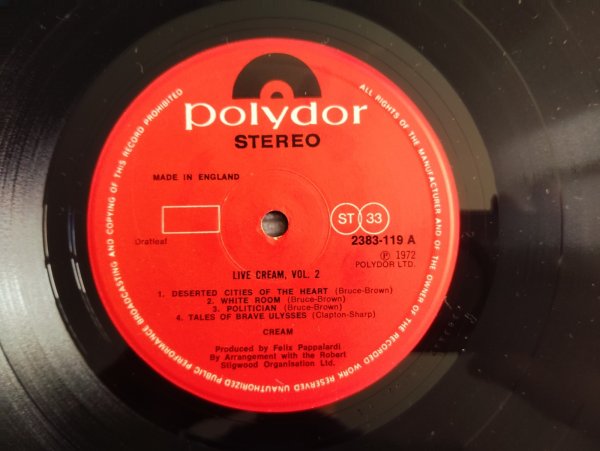 polydor
STEREO
MADE IN ENGLAND
ST 33
Dratleaf
2383-119 A
Ⓟ 1972
POLYDOR LTD.
LIVE CREAM, VOL. 2
1. DESERTED CITIES OF THE HEART (Bruce-Brown)
2. WHITE ROOM (Bruce-Brown)
3. POLITICIAN (Bruce-Brown)
4. TALES OF BRAVE ULYSSES (Clapton-Sharp)
CREAM
Produced by Felix Pappalardi
By Arrangement with the Robert
Stigwood Organisation Ltd.
ALL RIGHTS OF THE MANUFACTURER AND OF THE OWNER OF THE RECORDED WORK RESERVED UNAUTHORIZED PUBLIC PERFORMANCE BROADCASTING AND COPYING OF THIS RECORD PROHIBITED